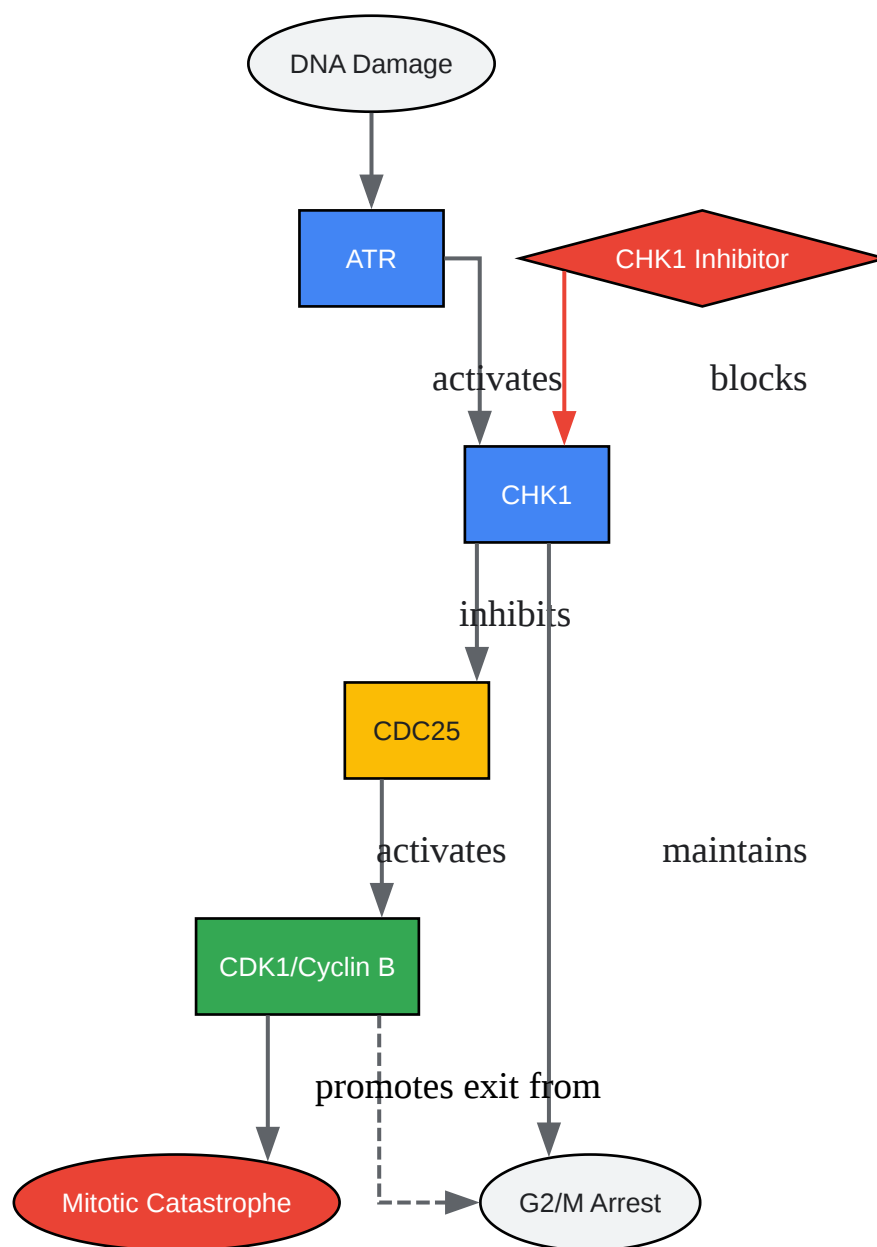 DNA Damage
ATR
CHK1 Inhibitor
activates
blocks
CHK1
inhibits
CDC25
activates
maintains
CDK1/Cyclin B
promotes exit from
Mitotic Catastrophe
G2/M Arrest